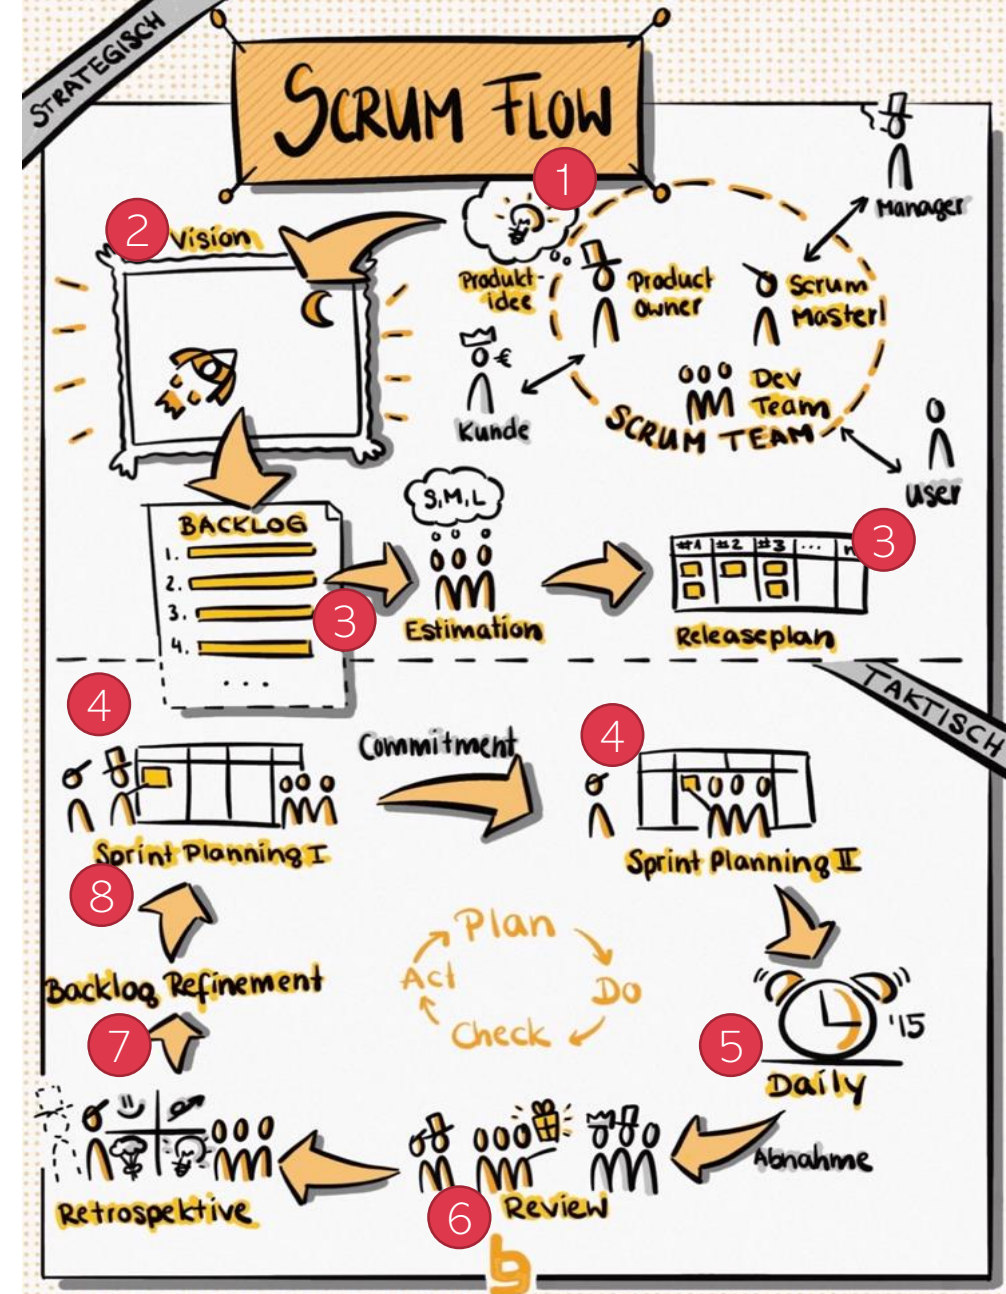 STRATEGISCH
SCRUM FLOW
1
2
Vision
Produkt-
idee
Product
owner
Scrum
Master
Manager
€
Kunde
Dev
Team
SCRUM TEAM
User
BACKLOG
1.
2.
3.
4.
...
3
S,M,L
Estimation
#1 #2 #3 ...
3
Releaseplan
TAKTISCH
4
Sprint Planning I
Commitment
4
Sprint Planning II
8
Backlog Refinement
7
Plan
Do
Check
Act
5
'15
Daily
Abnahme
Retrospektive
6
Review